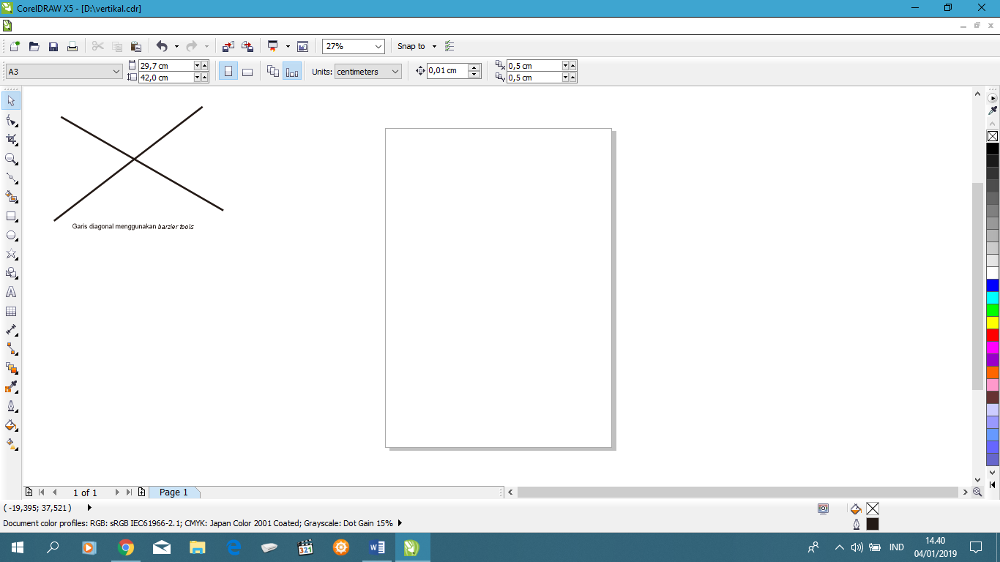 CorelDRAW X5 - [D:\vertikal.cdr]
27%
Snap to
A3
29,7 cm
42,0 cm
Units: centimeters
0,01 cm
0,5 cm
0,5 cm
Garis diagonal menggunakan barzier tools
1 of 1
Page 1
( -19,395; 37,521 )
Document color profiles: RGB: sRGB IEC61966-2.1; CMYK: Japan Color 2001 Coated; Grayscale: Dot Gain 15%
321
IND
14.40
04/01/2019